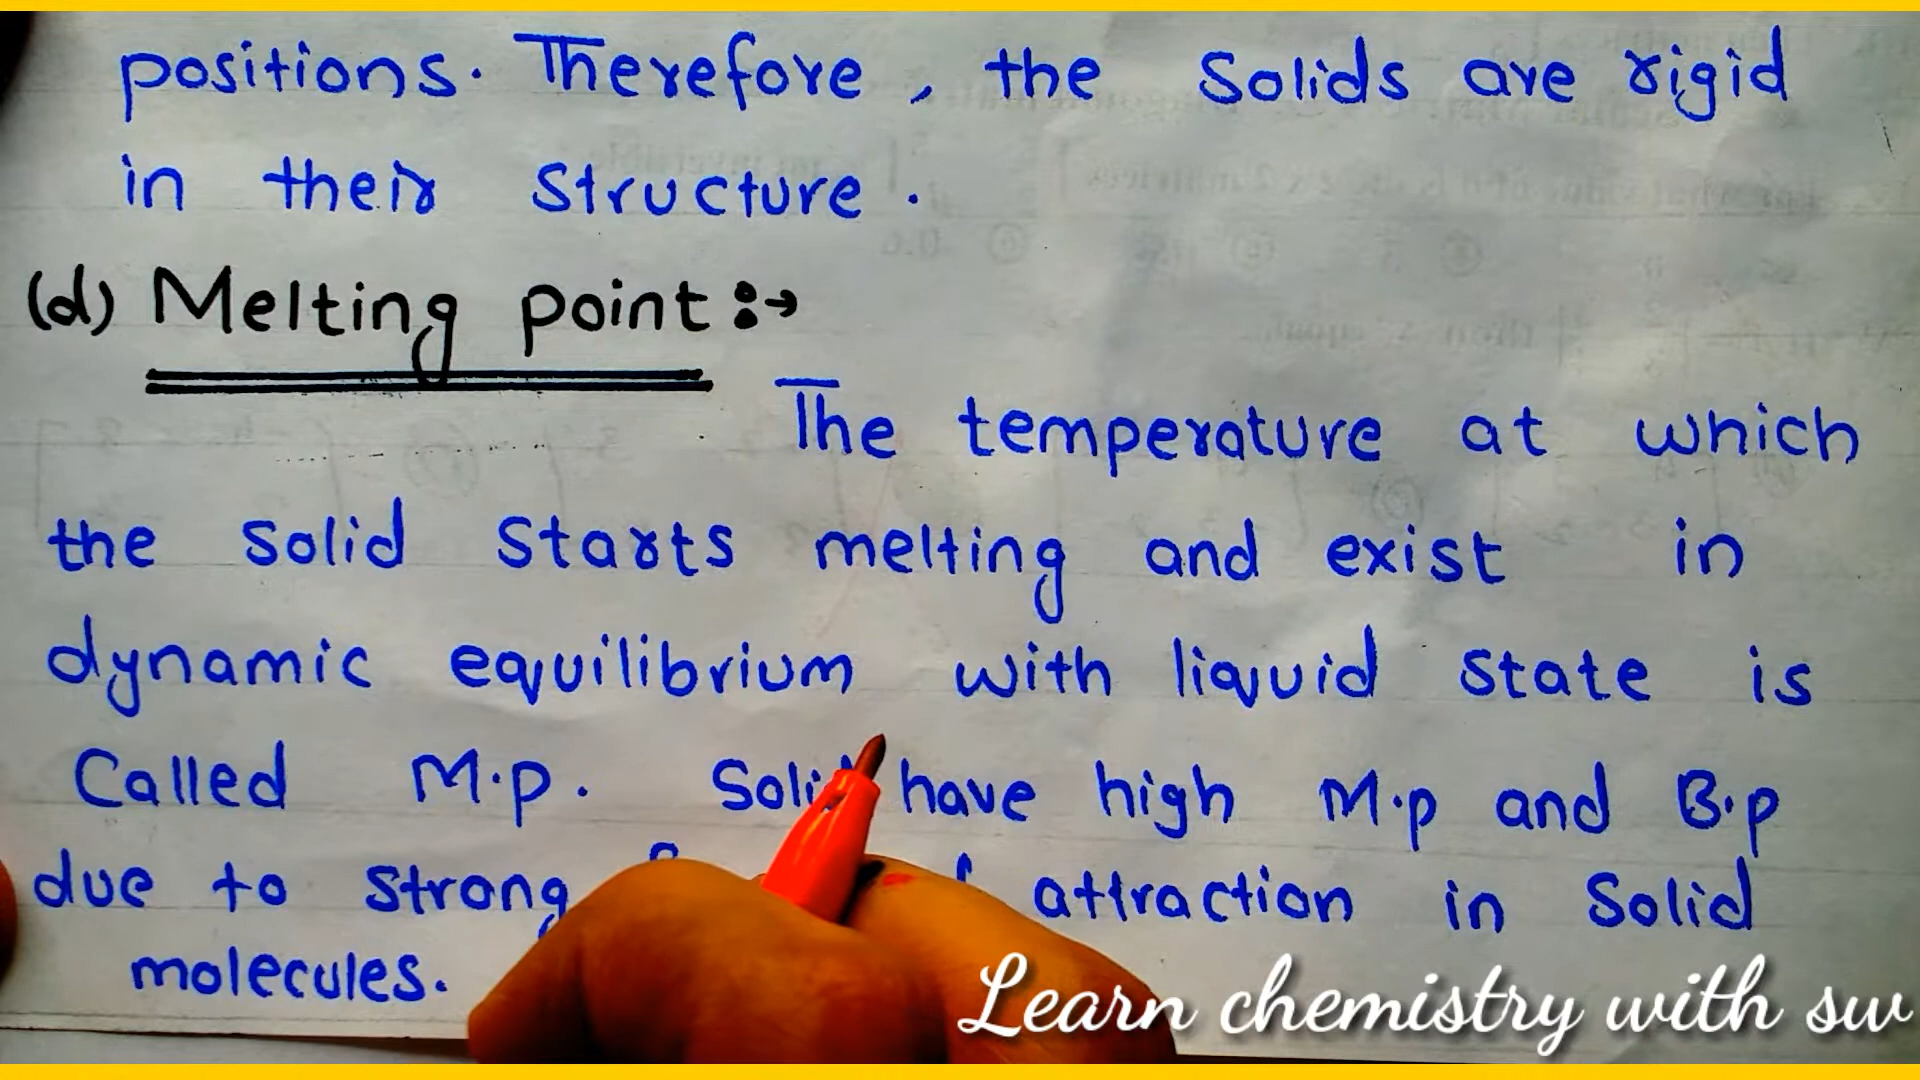 positions. Therefore, the Solids are rigid
in their structure.
(d) Melting point :→
The temperature at which
the solid starts melting and exist in
dynamic equilibrium with liquid state is
Called M.p. have high M.p and B.p
due to strong attraction in Solid
molecules.
Learn chemistry with sw